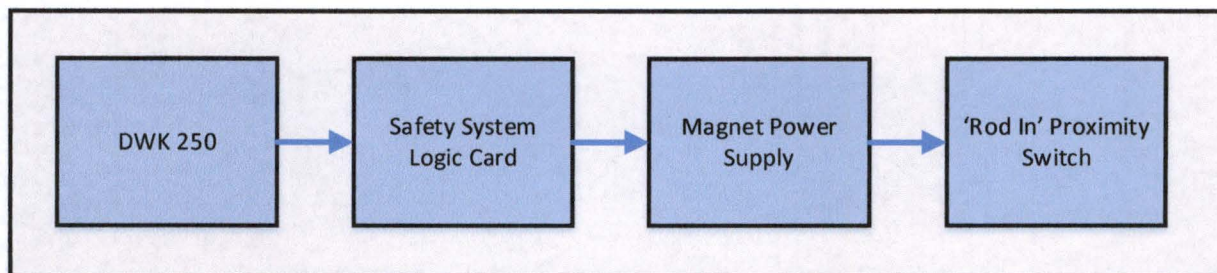 DWK 250
Safety System
Logic Card
Magnet Power
Supply
'Rod In' Proximity
Switch